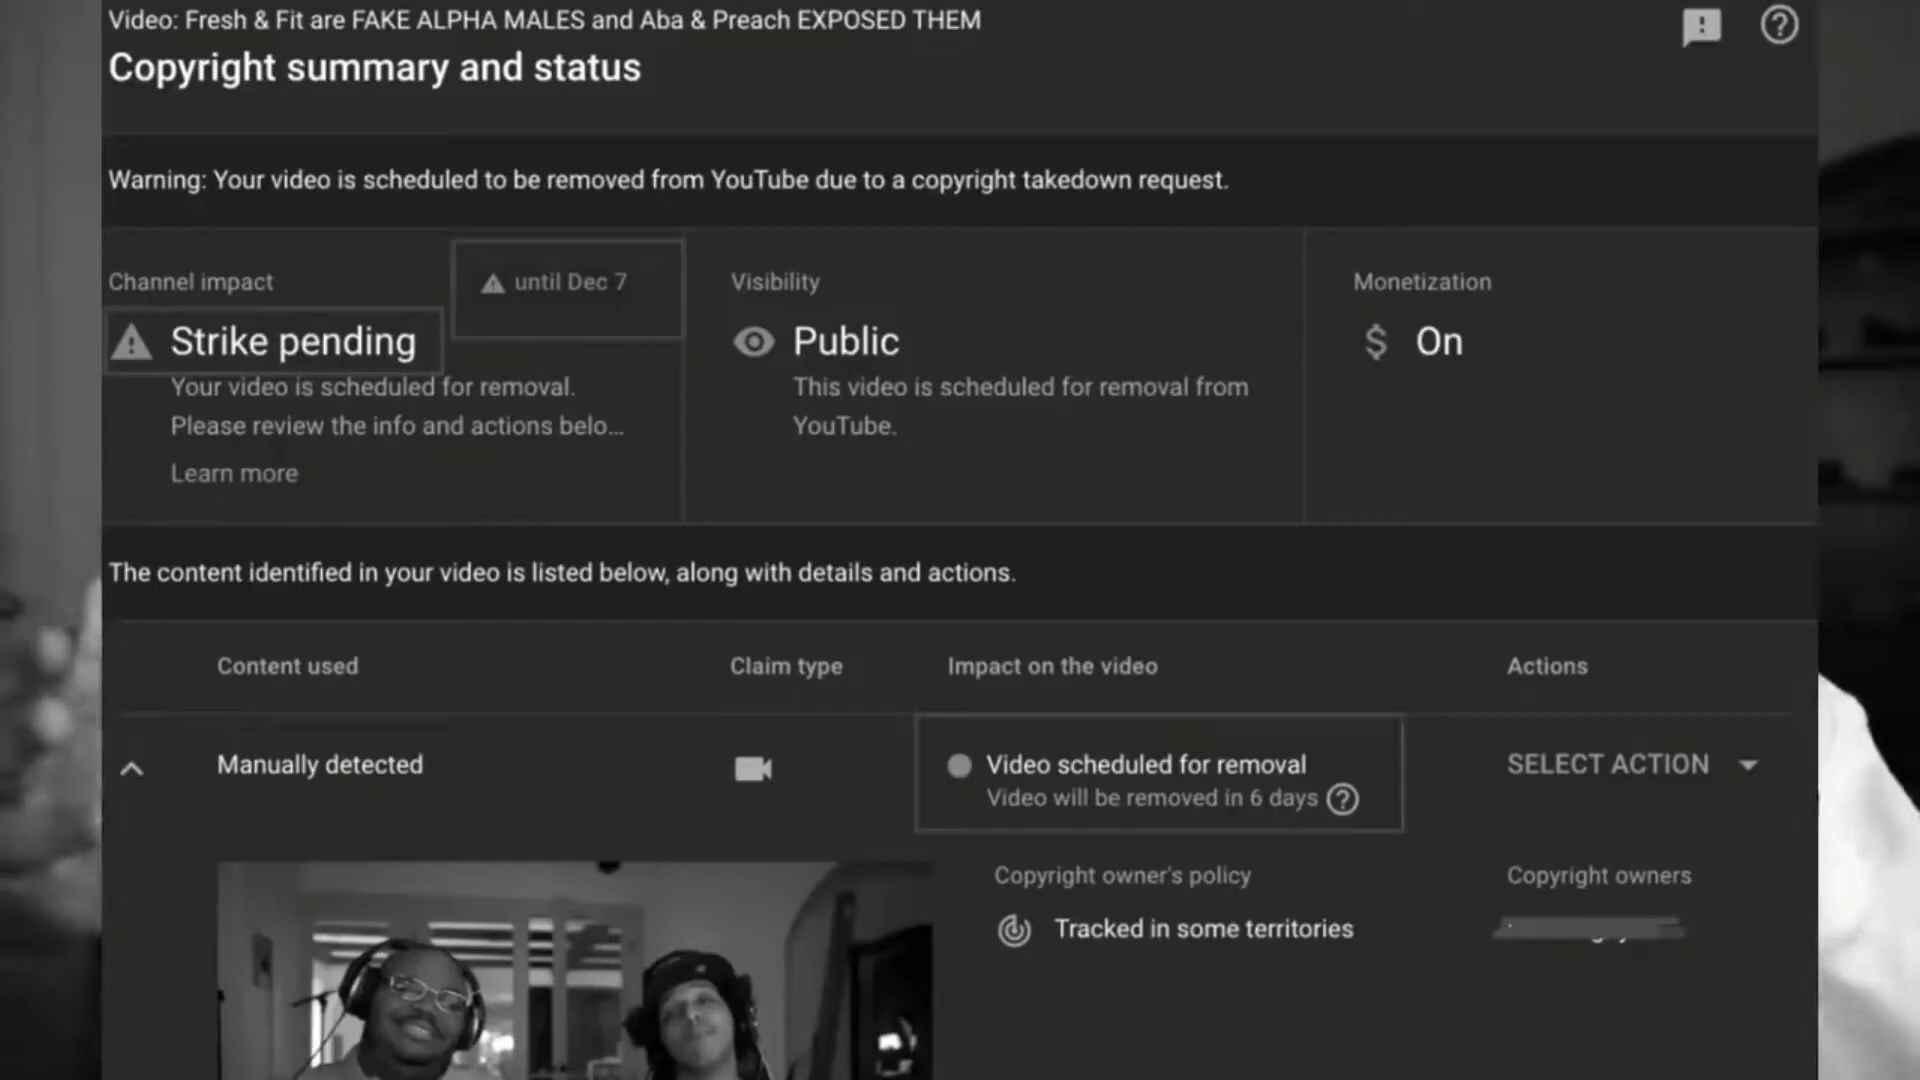 Video: Fresh & Fit are FAKE ALPHA MALES and Aba & Preach EXPOSED THEM
Copyright summary and status
Warning: Your video is scheduled to be removed from YouTube due to a copyright takedown request.
Channel impact
until Dec 7
Strike pending
Your video is scheduled for removal.
Please review the info and actions belo...
Learn more
Visibility
Public
This video is scheduled for removal from
YouTube.
Monetization
$ On
The content identified in your video is listed below, along with details and actions.
Content used
Claim type
Impact on the video
Actions
Manually detected
Video scheduled for removal
Video will be removed in 6 days
SELECT ACTION
Copyright owner's policy
Tracked in some territories
Copyright owners